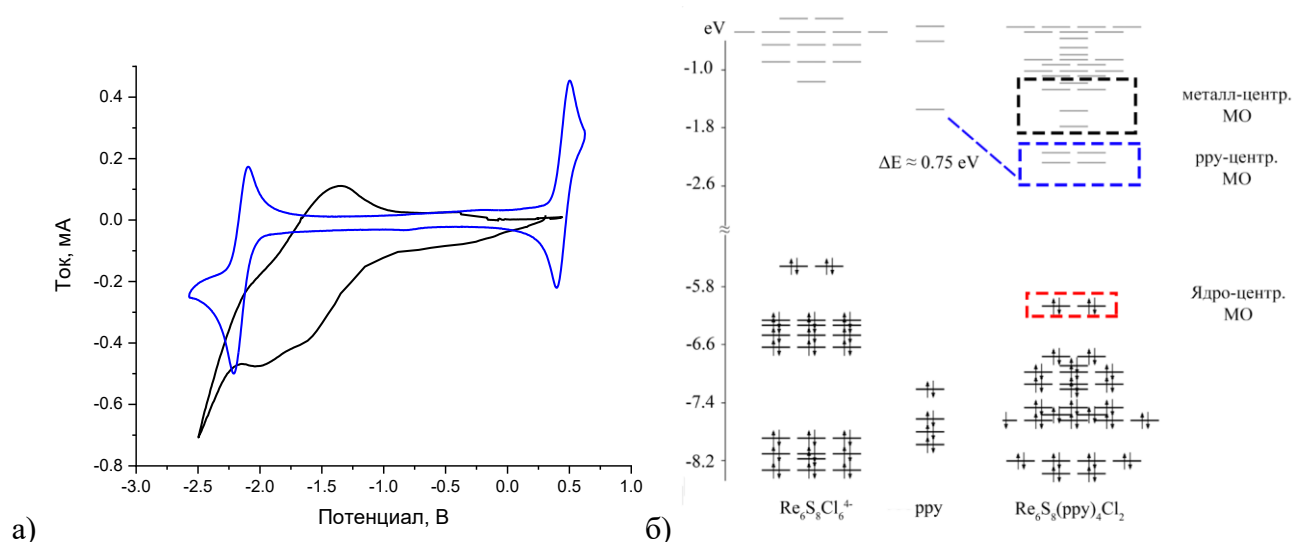 0.4
0.2
0.0
-0.2
-0.4
-0.6
-0.8
Ток, мА
-3.0 -2.5 -2.0 -1.5 -1.0 -0.5 0.0 0.5 1.0
Потенциал, В
а)
eV
-1.0
-1.8
-2.6
≈
-5.8
-6.6
-7.4
-8.2
ΔE ≈ 0.75 eV
металл-центр.
МО
ppy-центр.
МО
Ядро-центр.
МО
Re₆S₈Cl₆⁴⁻ ppy Re₆S₈(ppy)₄Cl₂
б)